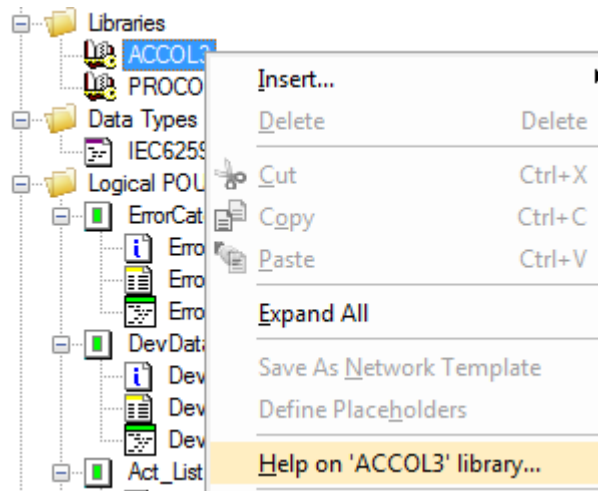 Libraries
ACCOL3
Insert...
PROCO
Delete Delete
Data Types
IEC6259
Cut Ctrl+X
Logical POU
Copy Ctrl+C
ErrorCat
Erro
Paste Ctrl+V
Erro
Erro
Expand All
DevData
Save As Network Template
Dev
Dev
Define Placeholders
Dev
Help on 'ACCOL3' library...
Act_List